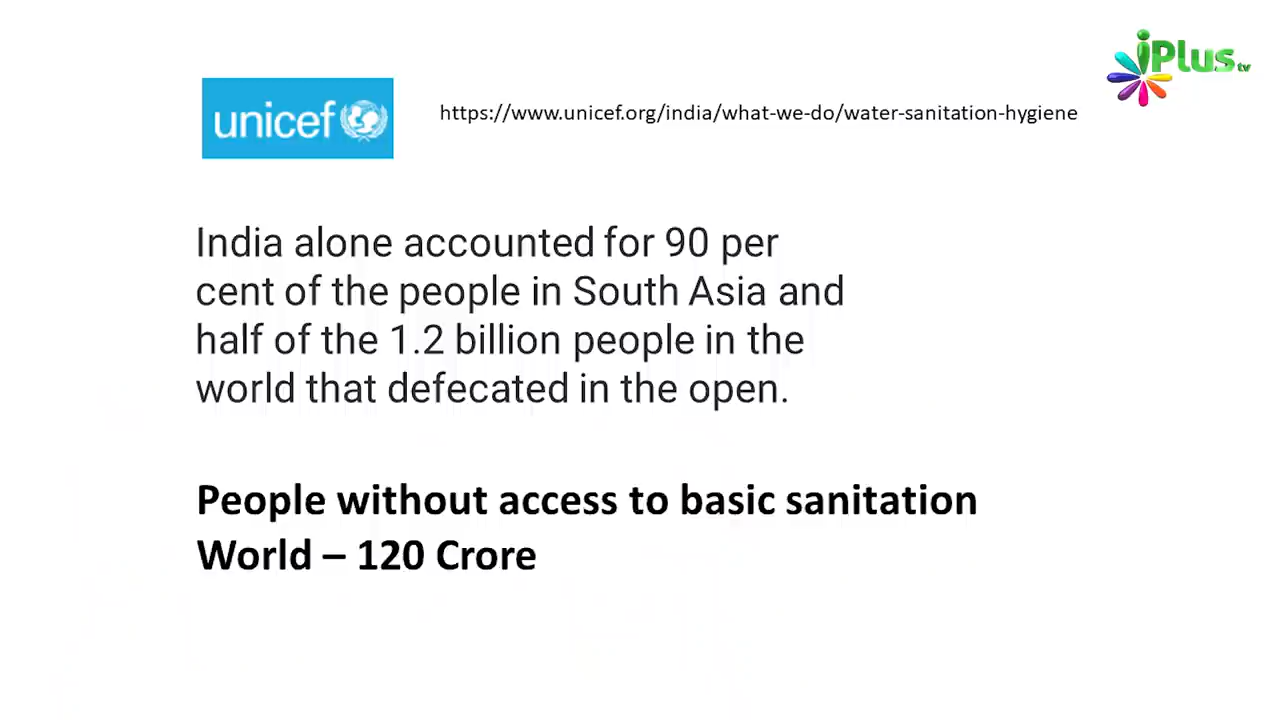 iPlus tv
unicef
https://www.unicef.org/india/what-we-do/water-sanitation-hygiene
India alone accounted for 90 per
cent of the people in South Asia and
half of the 1.2 billion people in the
world that defecated in the open.
People without access to basic sanitation
World – 120 Crore